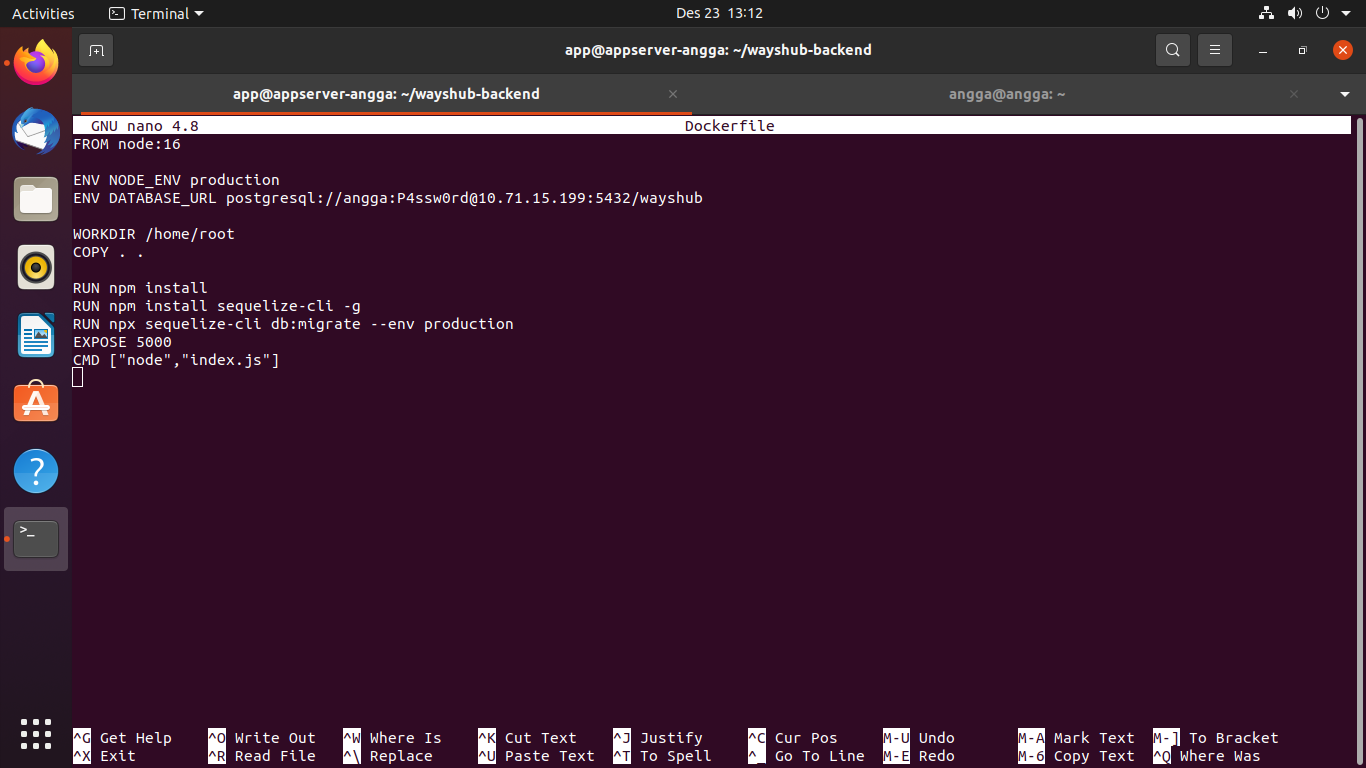 Activities Terminal Des 23 13:12
app@appserver-angga: ~/wayshub-backend
app@appserver-angga: ~/wayshub-backend angga@angga: ~
GNU nano 4.8 Dockerfile
FROM node:16
ENV NODE_ENV production
ENV DATABASE_URL postgresql://angga:P4ssw0rd@10.71.15.199:5432/wayshub
WORKDIR /home/root
COPY . .
RUN npm install
RUN npm install sequelize-cli -g
RUN npx sequelize-cli db:migrate --env production
EXPOSE 5000
CMD ["node","index.js"]
^G Get Help ^O Write Out ^W Where Is ^K Cut Text ^J Justify ^C Cur Pos M-U Undo M-A Mark Text M-] To Bracket
^X Exit ^R Read File ^\ Replace ^U Paste Text ^T To Spell ^_ Go To Line M-E Redo M-6 Copy Text ^Q Where Was